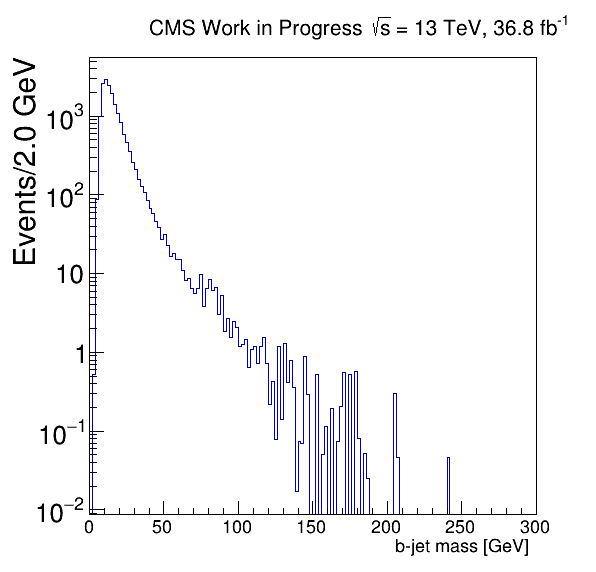 CMS Work in Progress √s = 13 TeV, 36.8 fb⁻¹
Events/2.0 GeV
10³
10²
10
1
10⁻¹
10⁻²
0 50 100 150 200 250 300
b-jet mass [GeV]